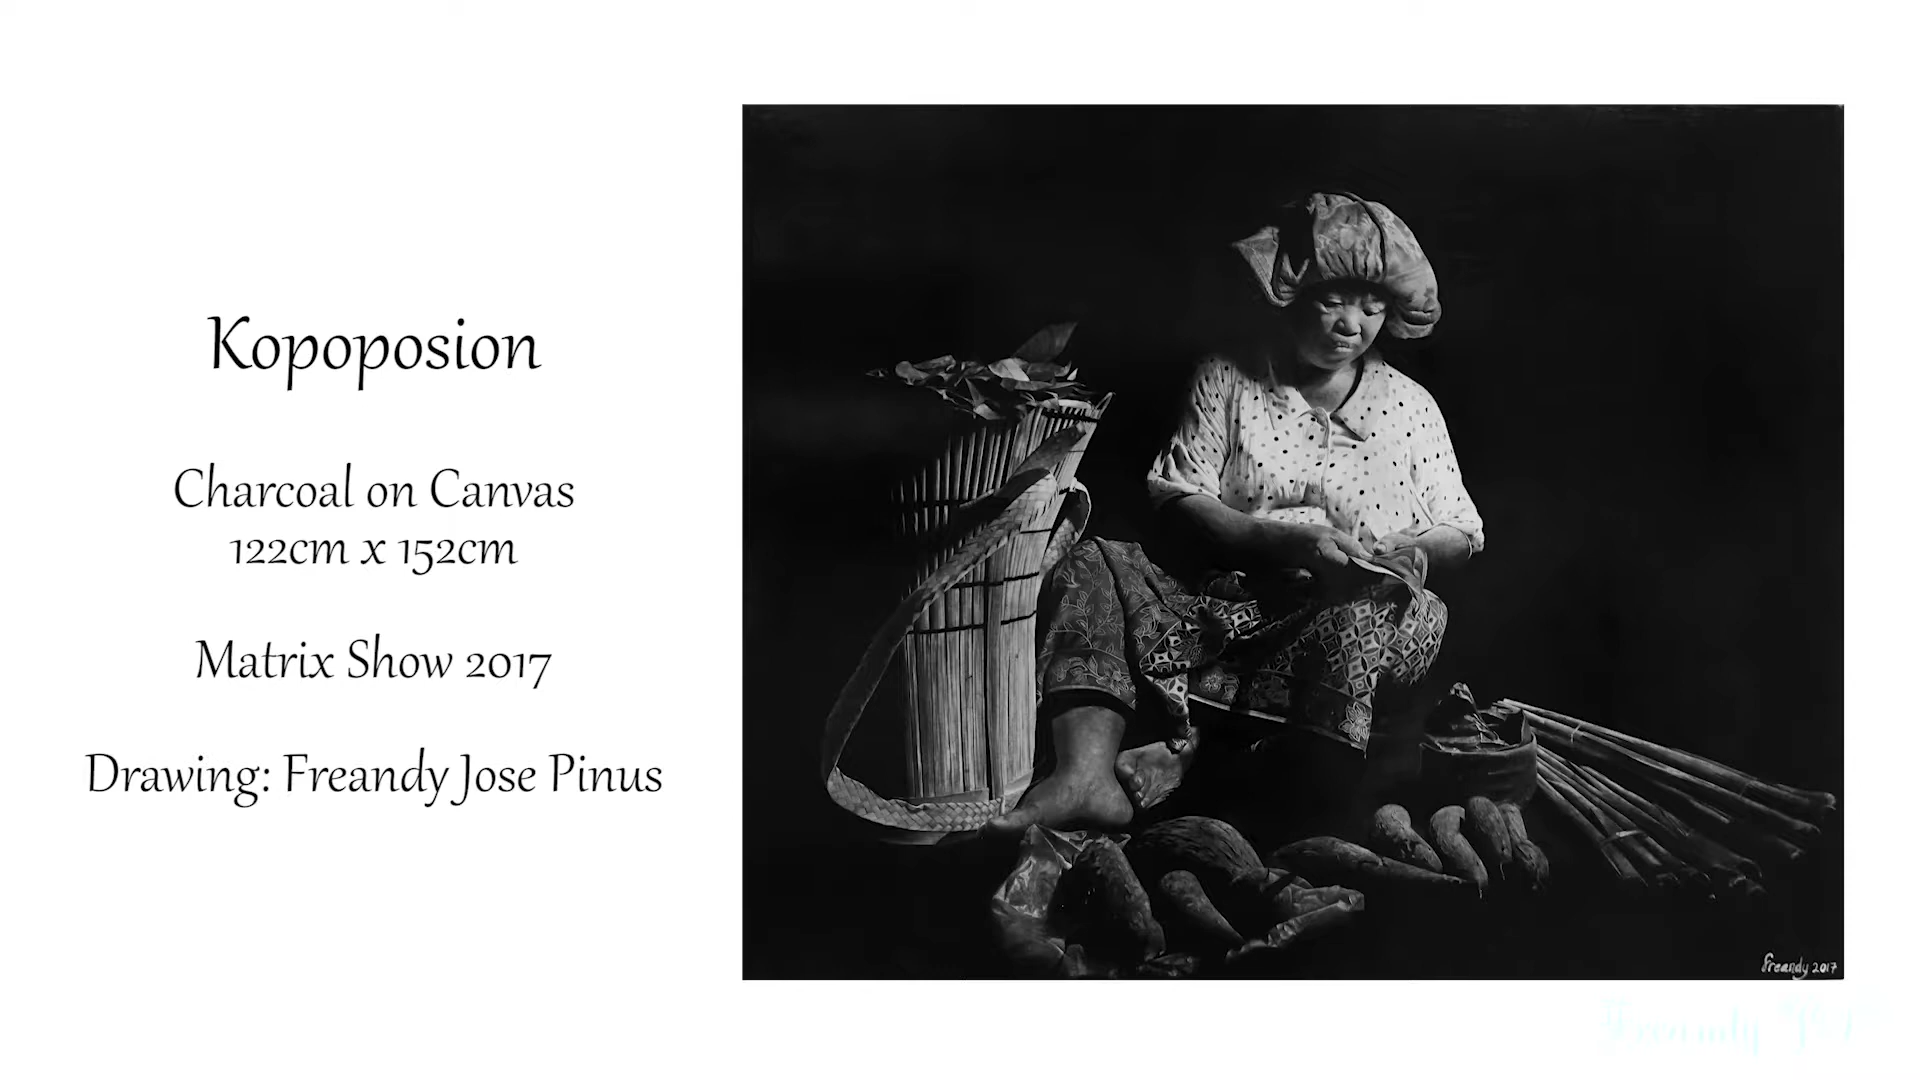 Kopoposion
Charcoal on Canvas
122cm x 152cm
Matrix Show 2017
Drawing: Freandy Jose Pinus
Freandy 2017